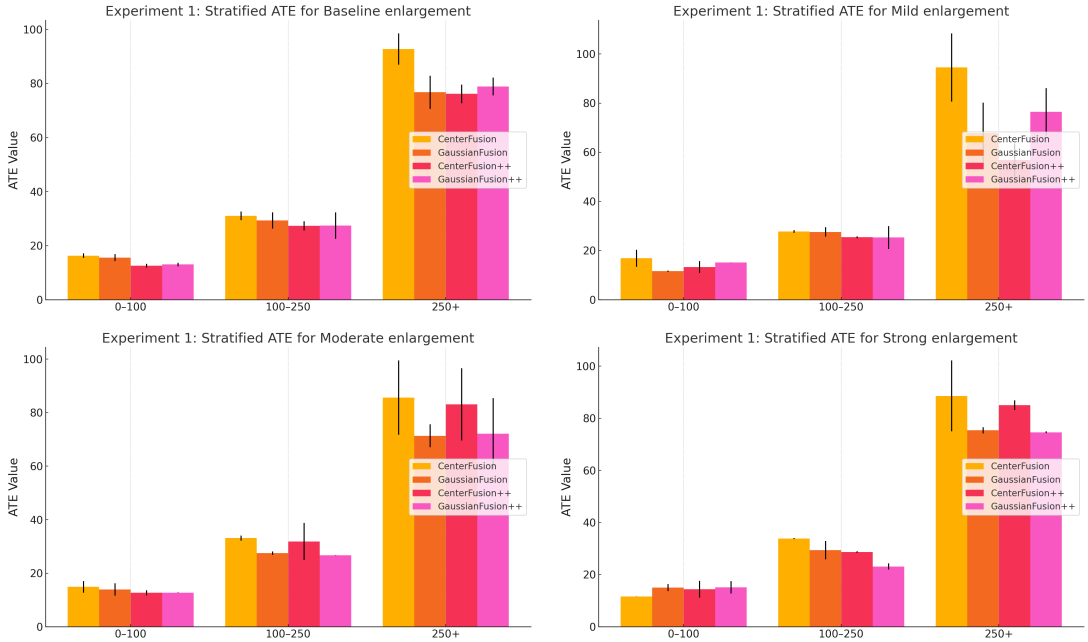 Experiment 1: Stratified ATE for Baseline enlargement
ATE Value
100
80
60
40
20
0
0–100
100–250
250+
CenterFusion
GaussianFusion
CenterFusion++
GaussianFusion++
Experiment 1: Stratified ATE for Mild enlargement
ATE Value
100
80
60
40
20
0
0–100
100–250
250+
CenterFusion
GaussianFusion
CenterFusion++
GaussianFusion++
Experiment 1: Stratified ATE for Moderate enlargement
ATE Value
100
80
60
40
20
0
0–100
100–250
250+
CenterFusion
GaussianFusion
CenterFusion++
GaussianFusion++
Experiment 1: Stratified ATE for Strong enlargement
ATE Value
100
80
60
40
20
0
0–100
100–250
250+
CenterFusion
GaussianFusion
CenterFusion++
GaussianFusion++